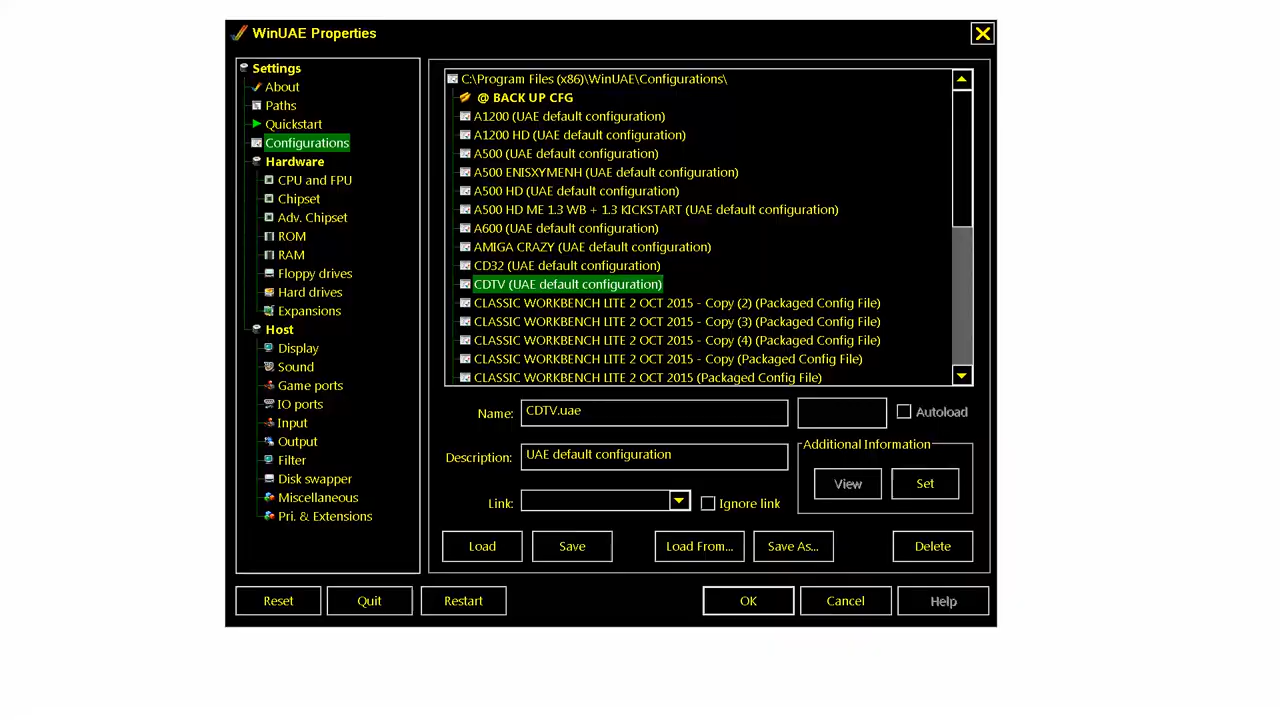 WinUAE Properties
Settings
About
Paths
Quickstart
Configurations
Hardware
CPU and FPU
Chipset
Adv. Chipset
ROM
RAM
Floppy drives
Hard drives
Expansions
Host
Display
Sound
Game ports
IO ports
Input
Output
Filter
Disk swapper
Miscellaneous
Pri. & Extensions
C:\Program Files (x86)\WinUAE\Configurations\
@ BACK UP CFG
A1200 (UAE default configuration)
A1200 HD (UAE default configuration)
A500 (UAE default configuration)
A500 ENISXYMENH (UAE default configuration)
A500 HD (UAE default configuration)
A500 HD ME 1.3 WB + 1.3 KICKSTART (UAE default configuration)
A600 (UAE default configuration)
AMIGA CRAZY (UAE default configuration)
CD32 (UAE default configuration)
CDTV (UAE default configuration)
CLASSIC WORKBENCH LITE 2 OCT 2015 - Copy (2) (Packaged Config File)
CLASSIC WORKBENCH LITE 2 OCT 2015 - Copy (3) (Packaged Config File)
CLASSIC WORKBENCH LITE 2 OCT 2015 - Copy (4) (Packaged Config File)
CLASSIC WORKBENCH LITE 2 OCT 2015 - Copy (Packaged Config File)
CLASSIC WORKBENCH LITE 2 OCT 2015 (Packaged Config File)
Name: CDTV.uae
Autoload
Description: UAE default configuration
Additional Information
View Set
Link: Ignore link
Load Save Load From... Save As... Delete
Reset Quit Restart OK Cancel Help